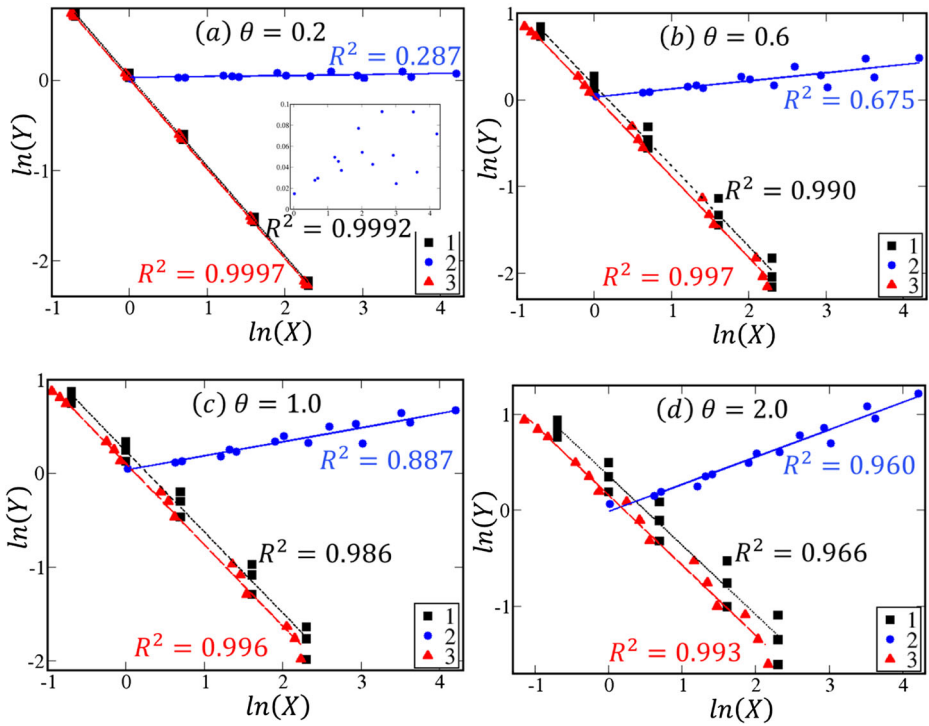 (a) θ = 0.2
R² = 0.287
R² = 0.9992
R² = 0.9997
1
2
3
ln(Y)
0
-1
-2
-1
0
1
2
3
4
ln(X)
0.1
0.08
0.06
0.04
0.02
0
0
1
2
3
4
(b) θ = 0.6
R² = 0.675
R² = 0.990
R² = 0.997
1
2
3
ln(Y)
1
0
-1
-2
-1
0
1
2
3
4
ln(X)
(c) θ = 1.0
R² = 0.887
R² = 0.986
R² = 0.996
1
2
3
ln(Y)
1
0
-1
-2
-1
0
1
2
3
4
ln(X)
(d) θ = 2.0
R² = 0.960
R² = 0.966
R² = 0.993
1
2
3
ln(Y)
1
0
-1
-1
0
1
2
3
4
ln(X)